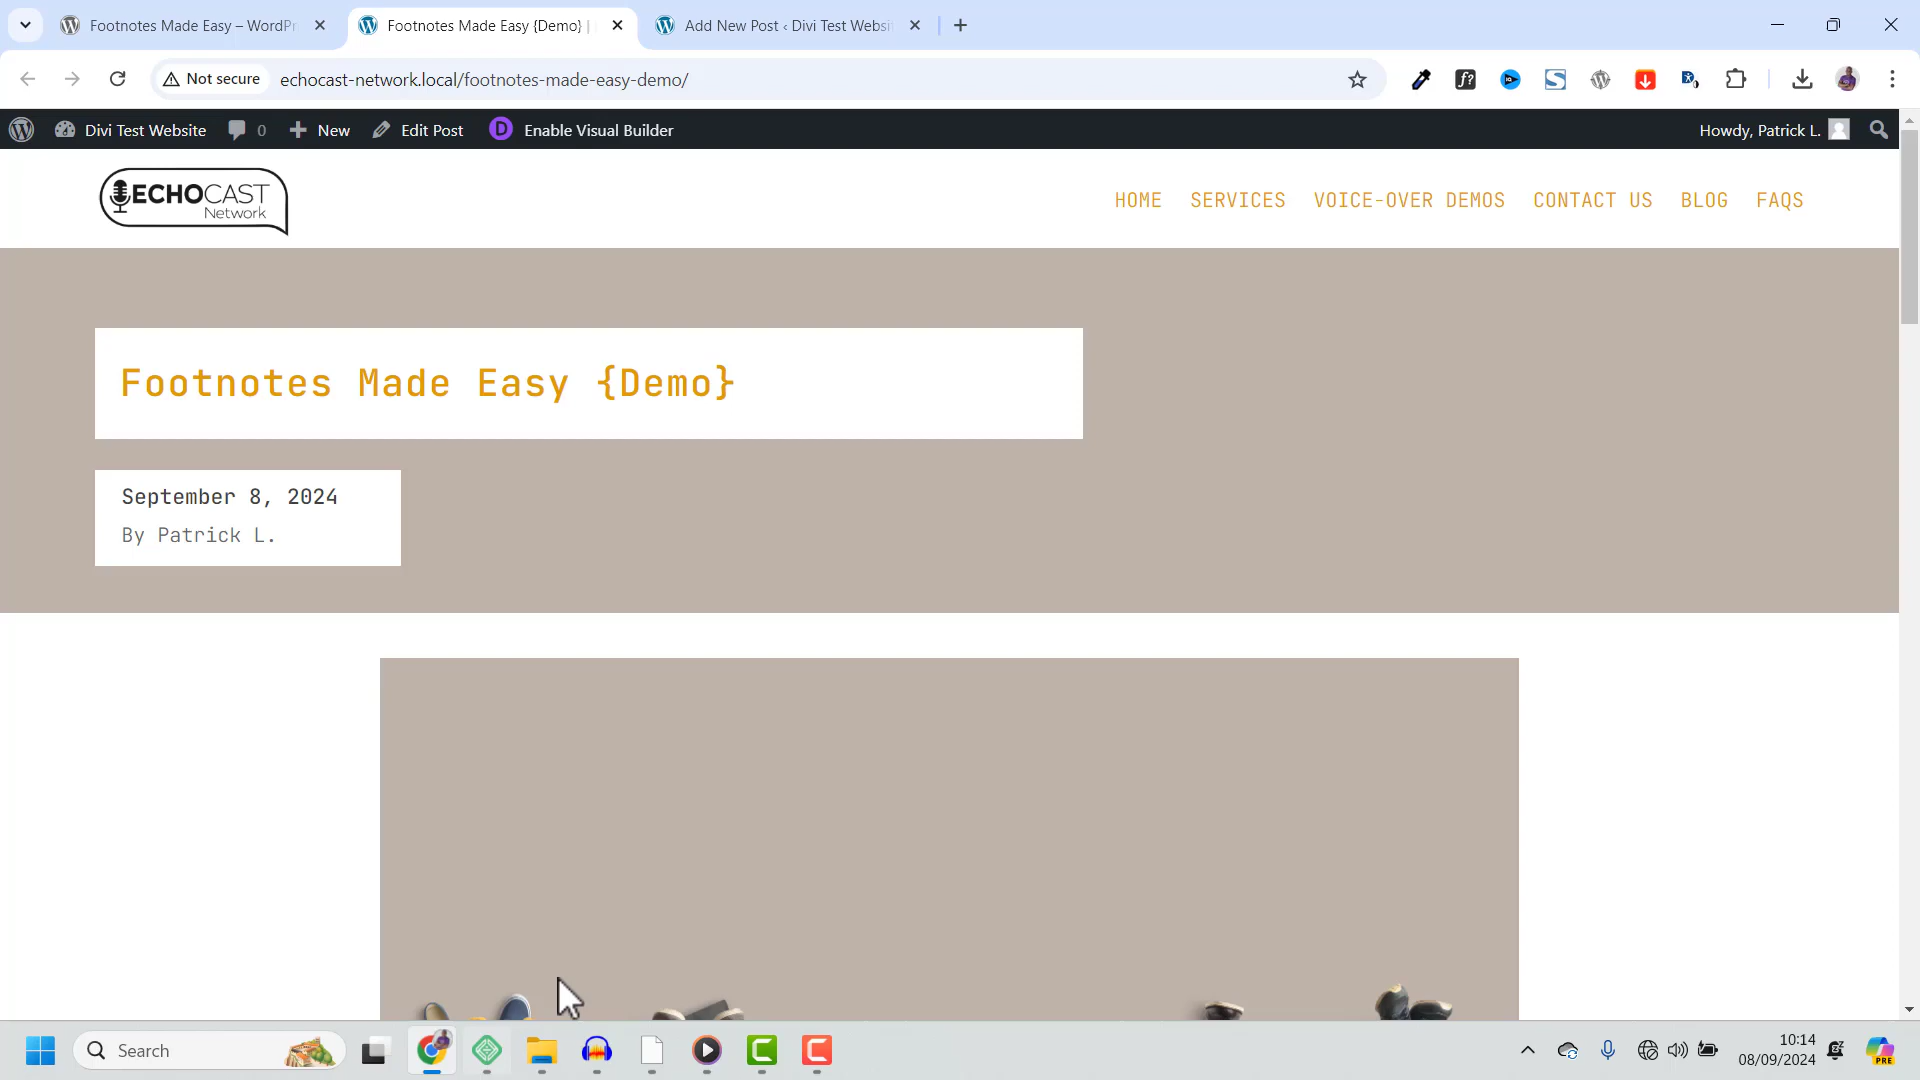 Footnotes Made Easy – WordPr
Footnotes Made Easy {Demo} |
Add New Post ‹ Divi Test Websi
Not secure
echocast-network.local/footnotes-made-easy-demo/
Divi Test Website
0
New
Edit Post
D
Enable Visual Builder
Howdy, Patrick L.
ECHOCAST
Network
HOME
SERVICES
VOICE-OVER DEMOS
CONTACT US
BLOG
FAQS
Footnotes Made Easy {Demo}
September 8, 2024
By Patrick L.
Search
10:14
08/09/2024
PRE